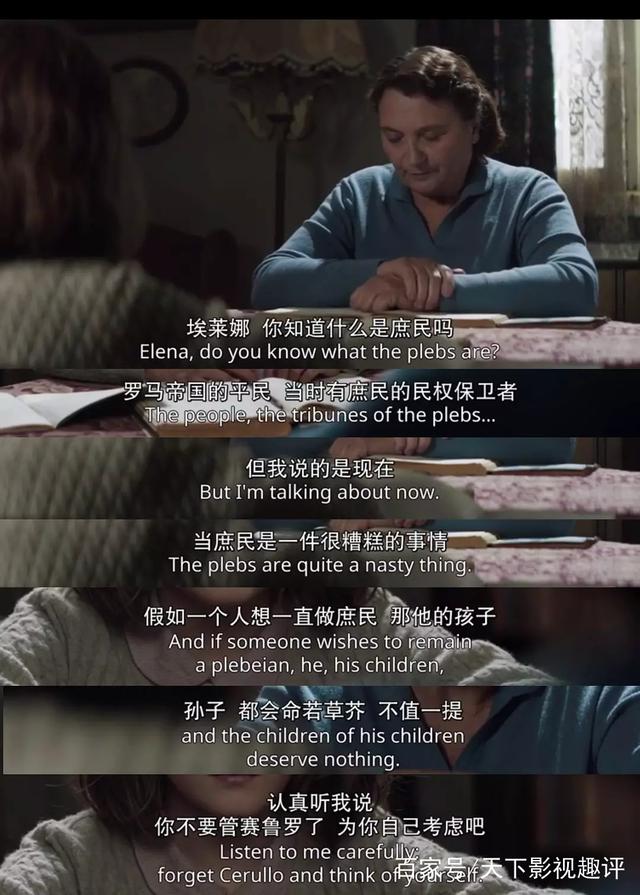 埃莱娜 你知道什么是庶民吗
Elena, do you know what the plebs are?
罗马帝国的平民 当时有庶民的民权保卫者
The people, the tribunes of the plebs...
但我说的是现在
But I'm talking about now.
当庶民是一件很糟糕的事情
The plebs are quite a nasty thing.
假如一个人想一直做庶民 那他的孩子
And if someone wishes to remain
a plebeian, he, his children,
孙子 都会命若草芥 不值一提
and the children of his children
deserve nothing.
认真听我说
你不要管赛鲁罗了 为你自己考虑吧
Listen to me carefully:
forget Cerullo and think of yourself.
百家号/天下影视趣评